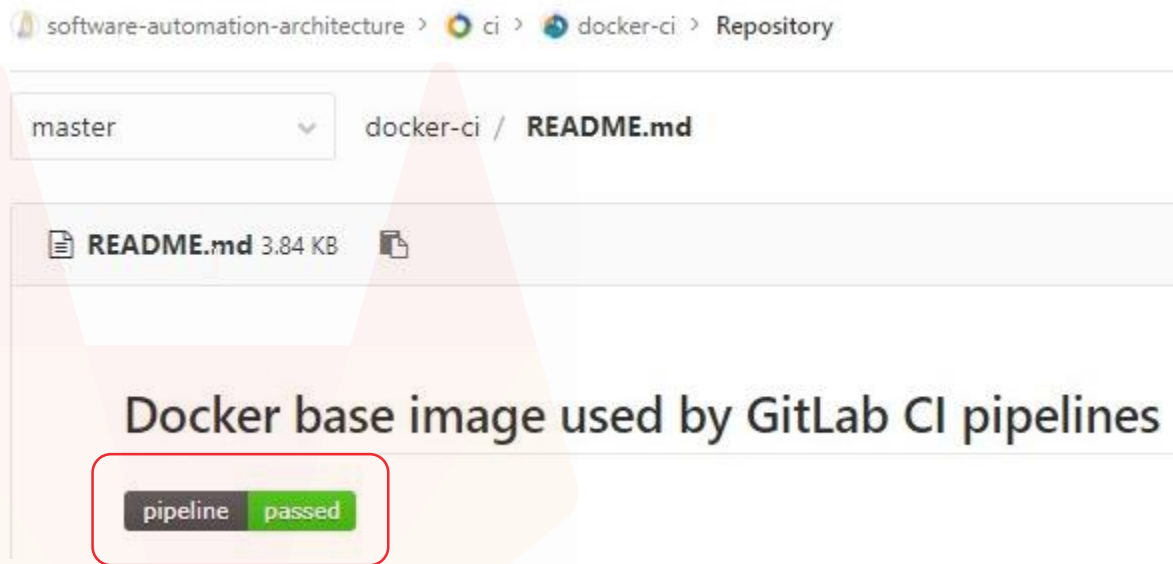 software-automation-architecture > ci > docker-ci > Repository
master
docker-ci / README.md
README.md 3.84 KB
Docker base image used by GitLab CI pipelines
pipeline passed